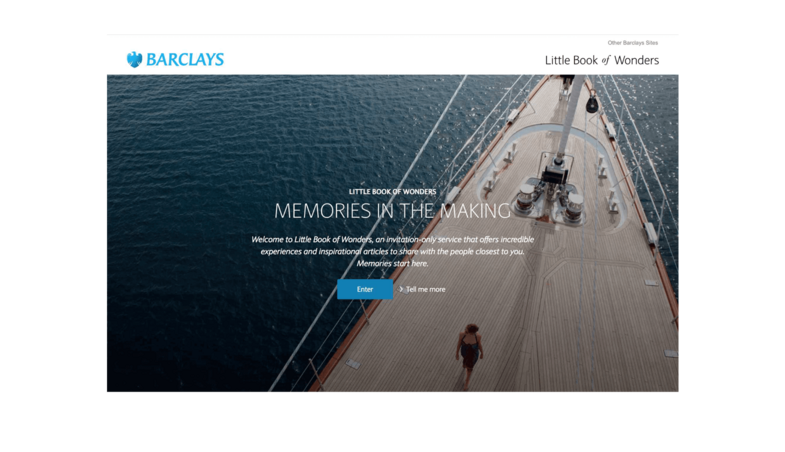 Other Barclays Sites
BARCLAYS
Little Book of Wonders
LITTLE BOOK OF WONDERS
MEMORIES IN THE MAKING
Welcome to Little Book of Wonders, an invitation-only service that offers incredible
experiences and inspirational articles to share with the people closest to you.
Memories start here.
Enter
Tell me more